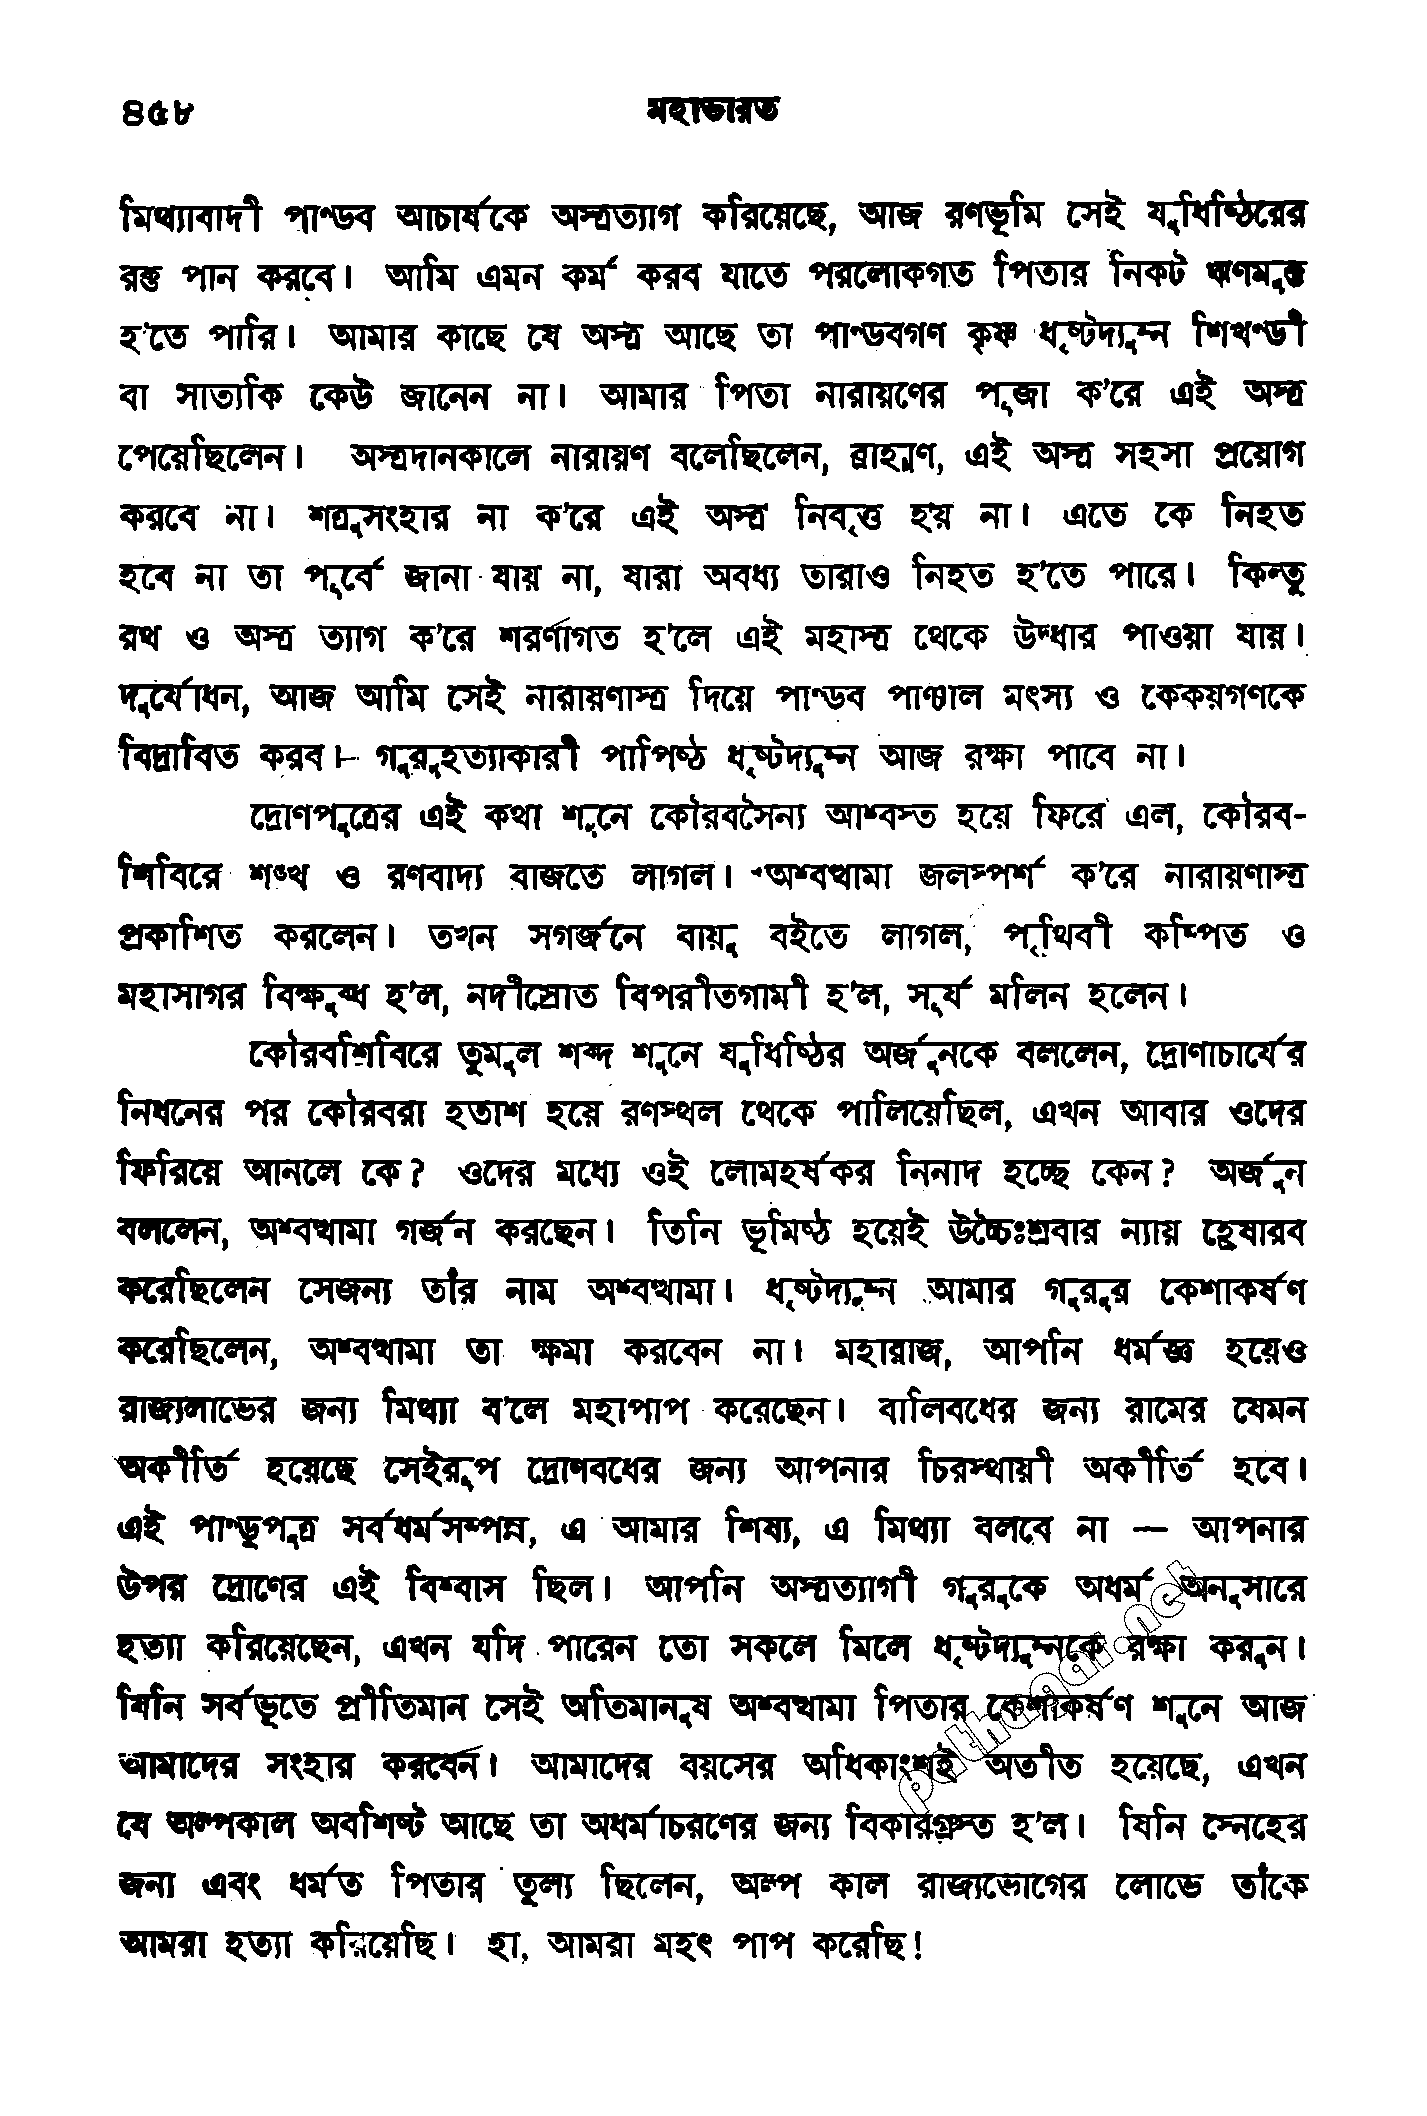 ৪৫৮ মহাভারত
মিথ্যাবাদী পাণ্ডব আচার্যকে অস্ত্রত্যাগ করিয়েছে, আজ রণভূমি সেই যুধিষ্ঠিরের
রক্ত পান করবে। আমি এমন কর্ম করব যাতে পরলোকগত পিতার নিকট ঋণমুক্ত
হ'তে পারি। আমার কাছে যে অস্ত্র আছে তা পাণ্ডবগণ কৃষ্ণ ধৃষ্টদ্যুম্ন শিখণ্ডী
বা সাত্যকি কেউ জানেন না। আমার পিতা নারায়ণের পূজা ক'রে এই অস্ত্র
পেয়েছিলেন। অস্ত্রদানকালে নারায়ণ বলেছিলেন, ব্রাহ্মণ, এই অস্ত্র সহসা প্রয়োগ
করবে না। শত্রুসংহার না ক'রে এই অস্ত্র নিবৃত্ত হয় না। এতে কে নিহত
হবে না তা পূর্বে জানা যায় না, যারা অবধ্য তারাও নিহত হ'তে পারে। কিন্তু
রথ ও অস্ত্র ত্যাগ ক'রে শরণাগত হ'লে এই মহাস্ত্র থেকে উদ্ধার পাওয়া যায়।
দুর্যোধন, আজ আমি সেই নারায়ণাস্ত্র দিয়ে পাণ্ডব পাঞ্চাল মৎস্য ও কেকয়গণকে
বিদ্রাবিত করব। গুরুহত্যাকারী পাপিষ্ঠ ধৃষ্টদ্যুম্ন আজ রক্ষা পাবে না।
দ্রোণপুত্রের এই কথা শুনে কৌরবসৈন্য আশ্বস্ত হয়ে ফিরে এল, কৌরব-
শিবিরে শঙ্খ ও রণবাদ্য বাজতে লাগল। অশ্বত্থামা জলস্পর্শ ক'রে নারায়ণাস্ত্র
প্রকাশিত করলেন। তখন সগর্জনে বায়ু বইতে লাগল, পৃথিবী কম্পিত ও
মহাসাগর বিক্ষুব্ধ হ'ল, নদীস্রোত বিপরীতগামী হ'ল, সূর্য মলিন হলেন।
কৌরবশিবিরে তুমুল শব্দ শুনে যুধিষ্ঠির অর্জুনকে বললেন, দ্রোণাচার্যের
নিধনের পর কৌরবরা হতাশ হয়ে রণস্থল থেকে পালিয়েছিল, এখন আবার ওদের
ফিরিয়ে আনলে কে? ওদের মধ্যে ওই লোমহর্ষকর নিনাদ হচ্ছে কেন? অর্জুন
বললেন, অশ্বত্থামা গর্জন করছেন। তিনি ভূমিষ্ঠ হয়েই উচ্চৈঃশ্রবার ন্যায় হ্রেষারব
করেছিলেন সেজন্য তাঁর নাম অশ্বত্থামা। ধৃষ্টদ্যুম্ন আমার গুরুর কেশাকর্ষণ
করেছিলেন, অশ্বত্থামা তা ক্ষমা করবেন না। মহারাজ, আপনি ধর্মজ্ঞ হয়েও
রাজ্যলাভের জন্য মিথ্যা ব'লে মহাপাপ করেছেন। বালিবধের জন্য রামের যেমন
অকীর্তি হয়েছে সেইরূপ দ্রোণবধের জন্য আপনার চিরস্থায়ী অকীর্তি হবে।
এই পাণ্ডুপুত্র সর্বধর্মসম্পন্ন, এ আমার শিষ্য, এ মিথ্যা বলবে না — আপনার
উপর দ্রোণের এই বিশ্বাস ছিল। আপনি অস্ত্রত্যাগী গুরুকে অধর্ম অনুসারে
হত্যা করিয়েছেন, এখন যদি পারেন তো সকলে মিলে ধৃষ্টদ্যুম্নকে রক্ষা করুন।
যিনি সর্বভূতে প্রীতিমান সেই অতিমানুষ অশ্বত্থামা পিতার কেশাকর্ষণ শুনে আজ
আমাদের সংহার করবেন। আমাদের বয়সের অধিকাংশই অতীত হয়েছে, এখন
যে অল্পকাল অবশিষ্ট আছে তা অধর্মাচরণের জন্য বিকারগ্রস্ত হ'ল। যিনি স্নেহের
জন্য এবং ধর্মত পিতার তুল্য ছিলেন, অল্প কাল রাজ্যভোগের লোভে তাঁকে
আমরা হত্যা করিয়েছি। হা, আমরা মহৎ পাপ করেছি!
pathagar.net